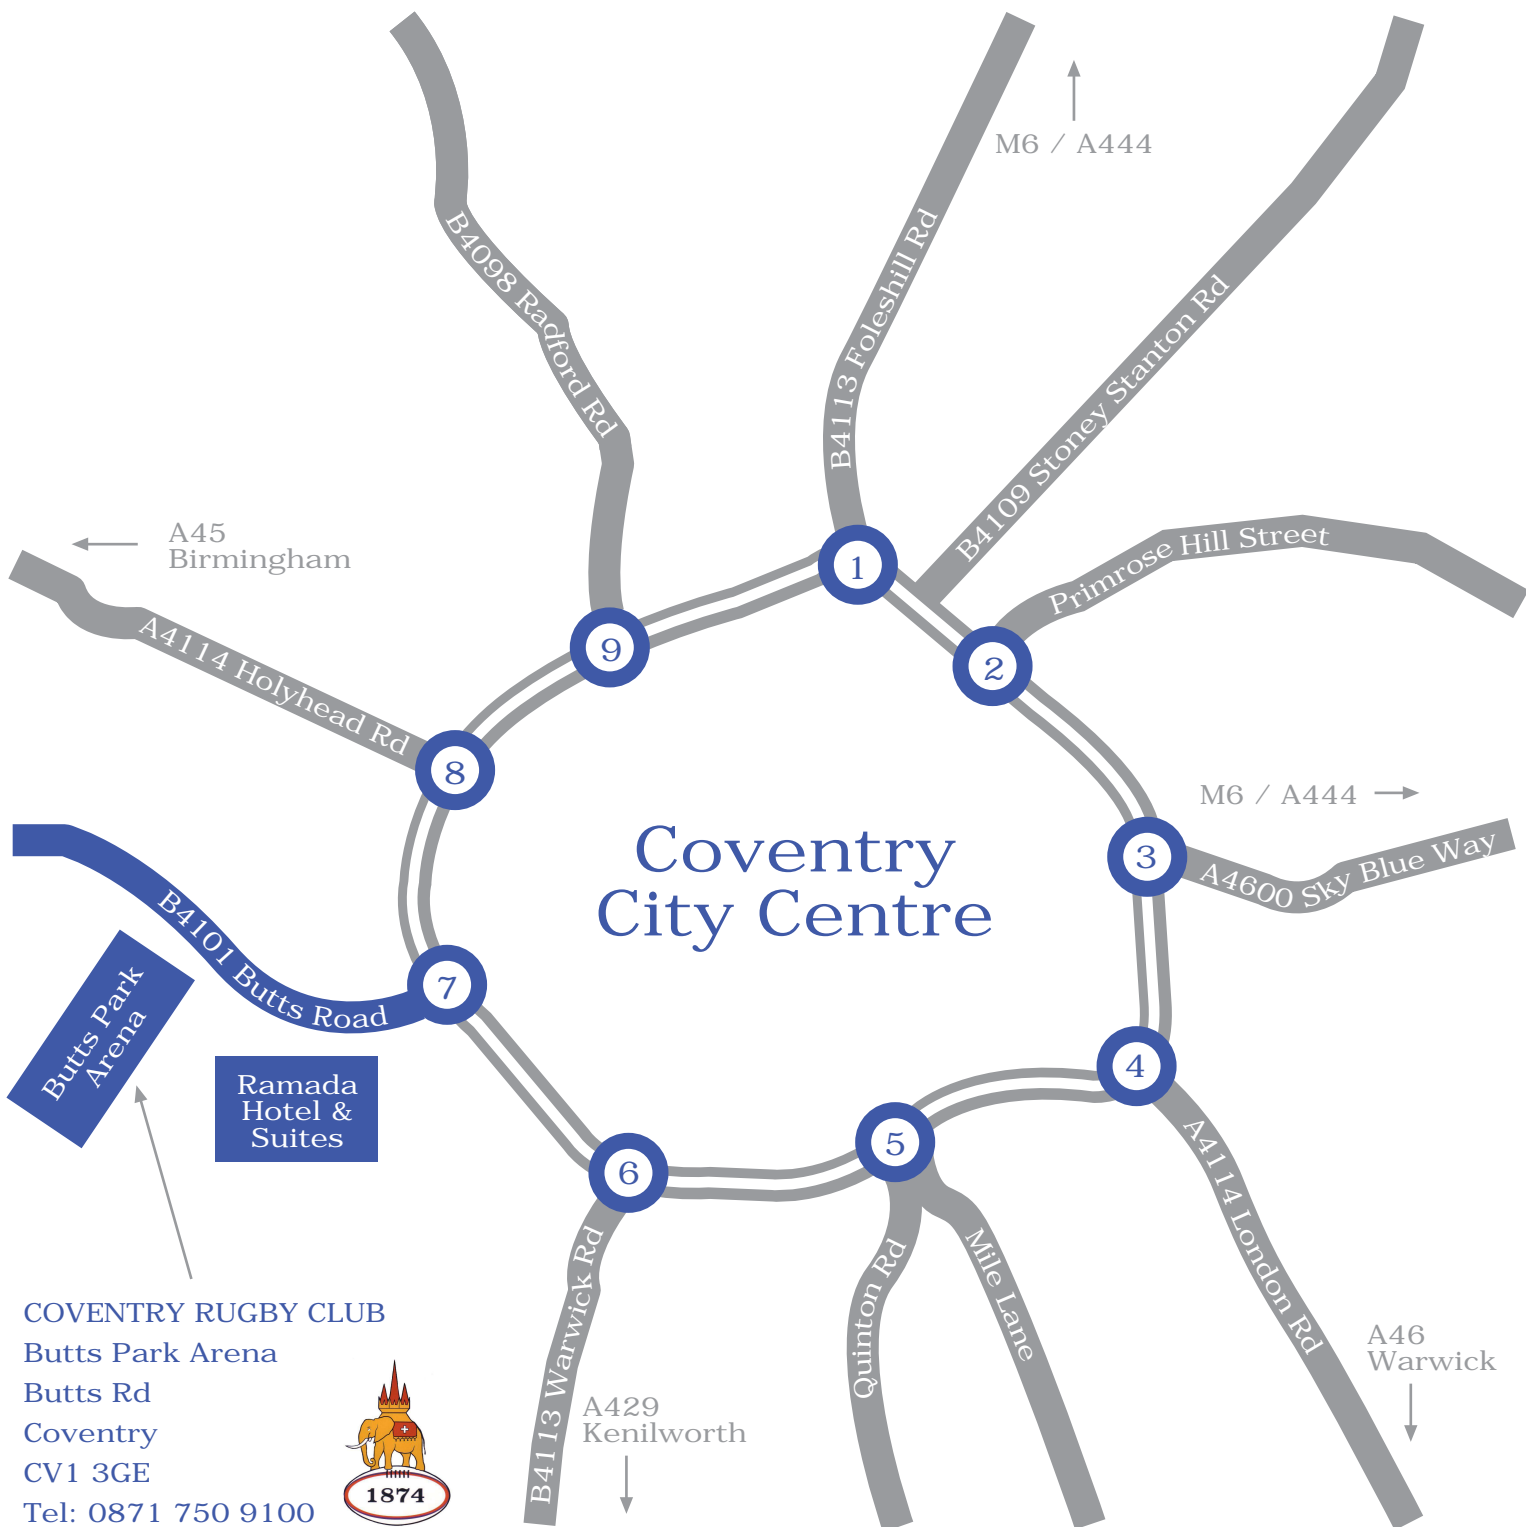 M6 / A444
B4098 Radford Rd
B4113 Foleshill Rd
B4109 Stoney Stanton Rd
A45
Birmingham
Primrose Hill Street
A4114 Holyhead Rd
1
9
2
8
M6 / A444
3
A4600 Sky Blue Way
Coventry
City Centre
B4101 Butts Road
7
Butts Park
Arena
Ramada
Hotel &
Suites
4
5
6
A4114 London Rd
Mile Lane
Quinton Rd
B4113 Warwick Rd
A46
Warwick
A429
Kenilworth
COVENTRY RUGBY CLUB
Butts Park Arena
Butts Rd
Coventry
CV1 3GE
Tel: 0871 750 9100
1874